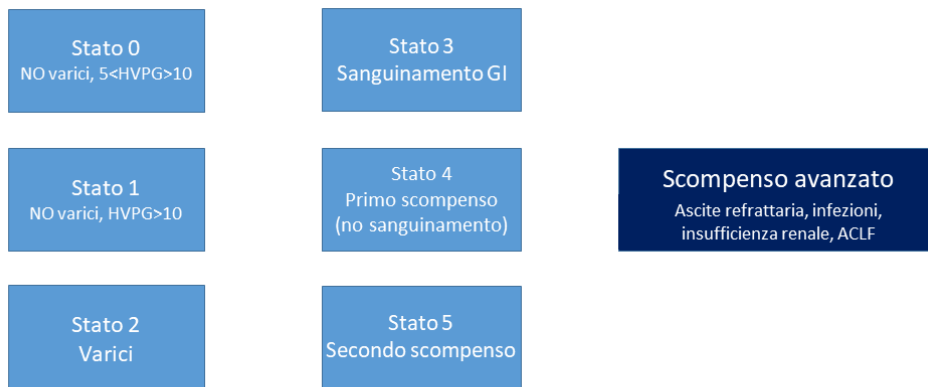 Stato 0
NO varici, 5<HVPG>10
Stato 1
NO varici, HVPG>10
Stato 2
Varici
Stato 3
Sanguinamento GI
Stato 4
Primo scompenso
(no sanguinamento)
Stato 5
Secondo scompenso
Scompenso avanzato
Ascite refrattaria, infezioni,
insufficienza renale, ACLF